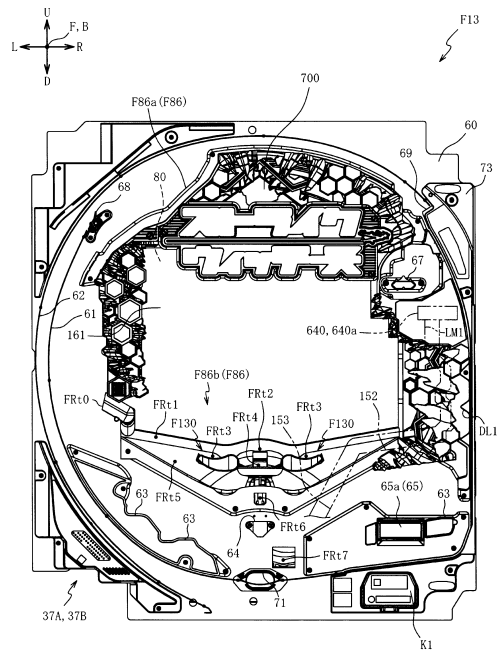 U
F, B
L
R
D
F13
F86a(F86)
700
60
80
69
73
68
67
62
61
161
640, 640a
LM1
F86b(F86)
FRt0
FRt2
152
FRt1
FRt4
153
FRt3
F130
F130
FRt3
DL1
FRt5
63
65a(65)
63
63
64
FRt6
FRt7
71
37A, 37B
K1